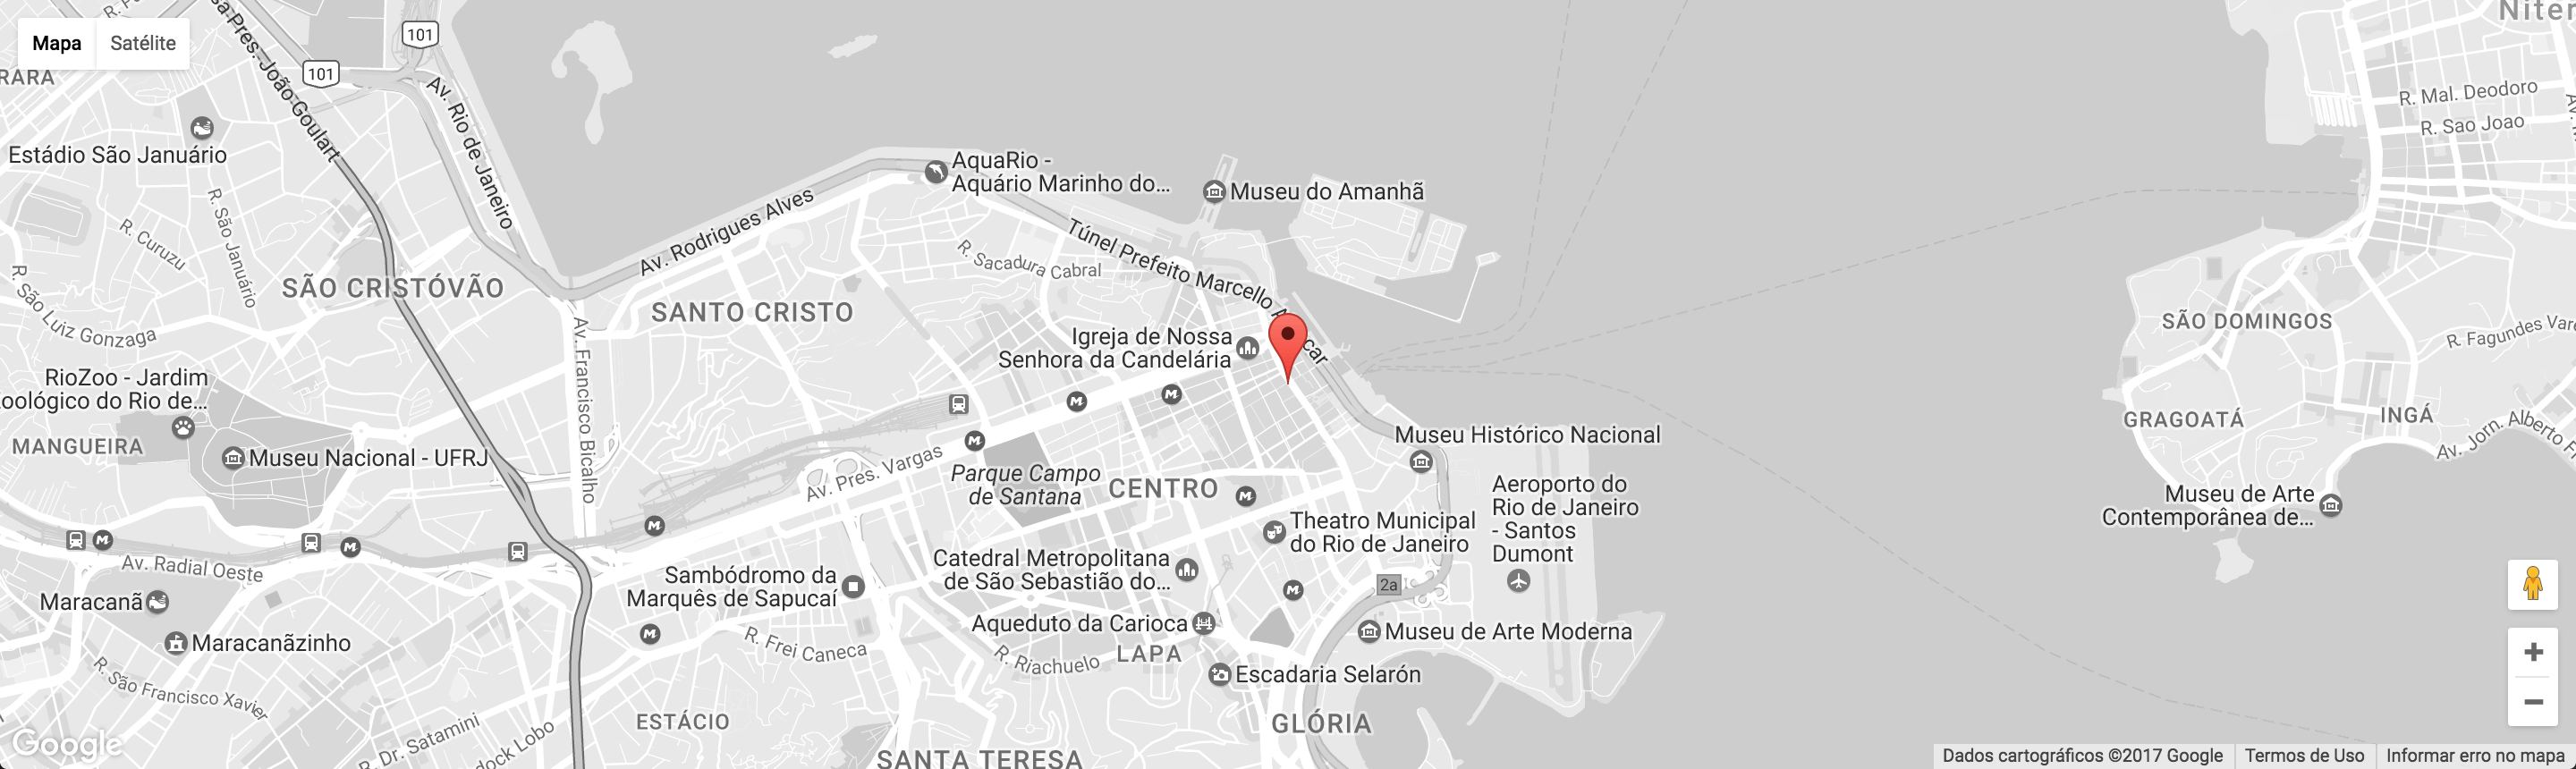 Mapa
Satélite
101
101
sa Pres. João Goulart
Av. Rio de Janeiro
RARA
Estádio São Januário
R. São Januário
R. Curuzu
R. São Luiz Gonzaga
SÃO CRISTÓVÃO
RioZoo - Jardim
Zoológico do Rio de...
MANGUEIRA
Museu Nacional - UFRJ
Av. Francisco Bicalho
Av. Radial Oeste
Maracanã
Maracanãzinho
R. São Francisco Xavier
R. Dr. Satamini
dock Lobo
Google
Av. Rodrigues Alves
SANTO CRISTO
AquaRio -
Aquário Marinho do...
Museu do Amanhã
Túnel Prefeito Marcello A
car
R. Sacadura Cabral
Igreja de Nossa
Senhora da Candelária
Av. Pres. Vargas
Parque Campo
de Santana
CENTRO
Museu Histórico Nacional
Aeroporto do
Rio de Janeiro
- Santos
Dumont
Theatro Municipal
do Rio de Janeiro
Catedral Metropolitana
de São Sebastião do...
Sambódromo da
Marquês de Sapucaí
2a
Aqueduto da Carioca
Museu de Arte Moderna
R. Frei Caneca
R. Riachuelo
LAPA
Escadaria Selarón
ESTÁCIO
GLÓRIA
SANTA TERESA
Niter
R. Mal. Deodoro
R. Sao Joao
SÃO DOMINGOS
R. Fagundes Var
GRAGOATÁ
INGÁ
Av. Jorn. Alberto F
Museu de Arte
Contemporânea de...
Dados cartográficos ©2017 Google
Termos de Uso
Informar erro no mapa